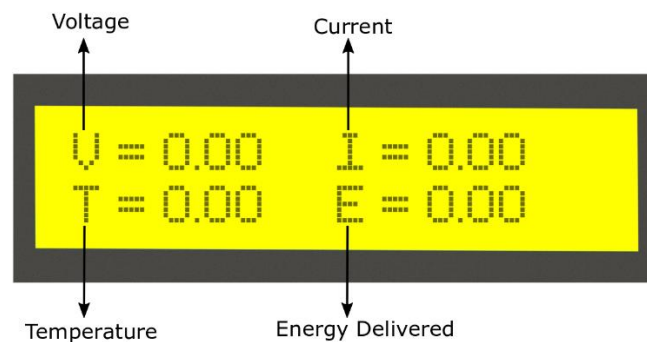 Voltage Current
V = 0.00 I = 0.00
T = 0.00 E = 0.00
Temperature Energy Delivered